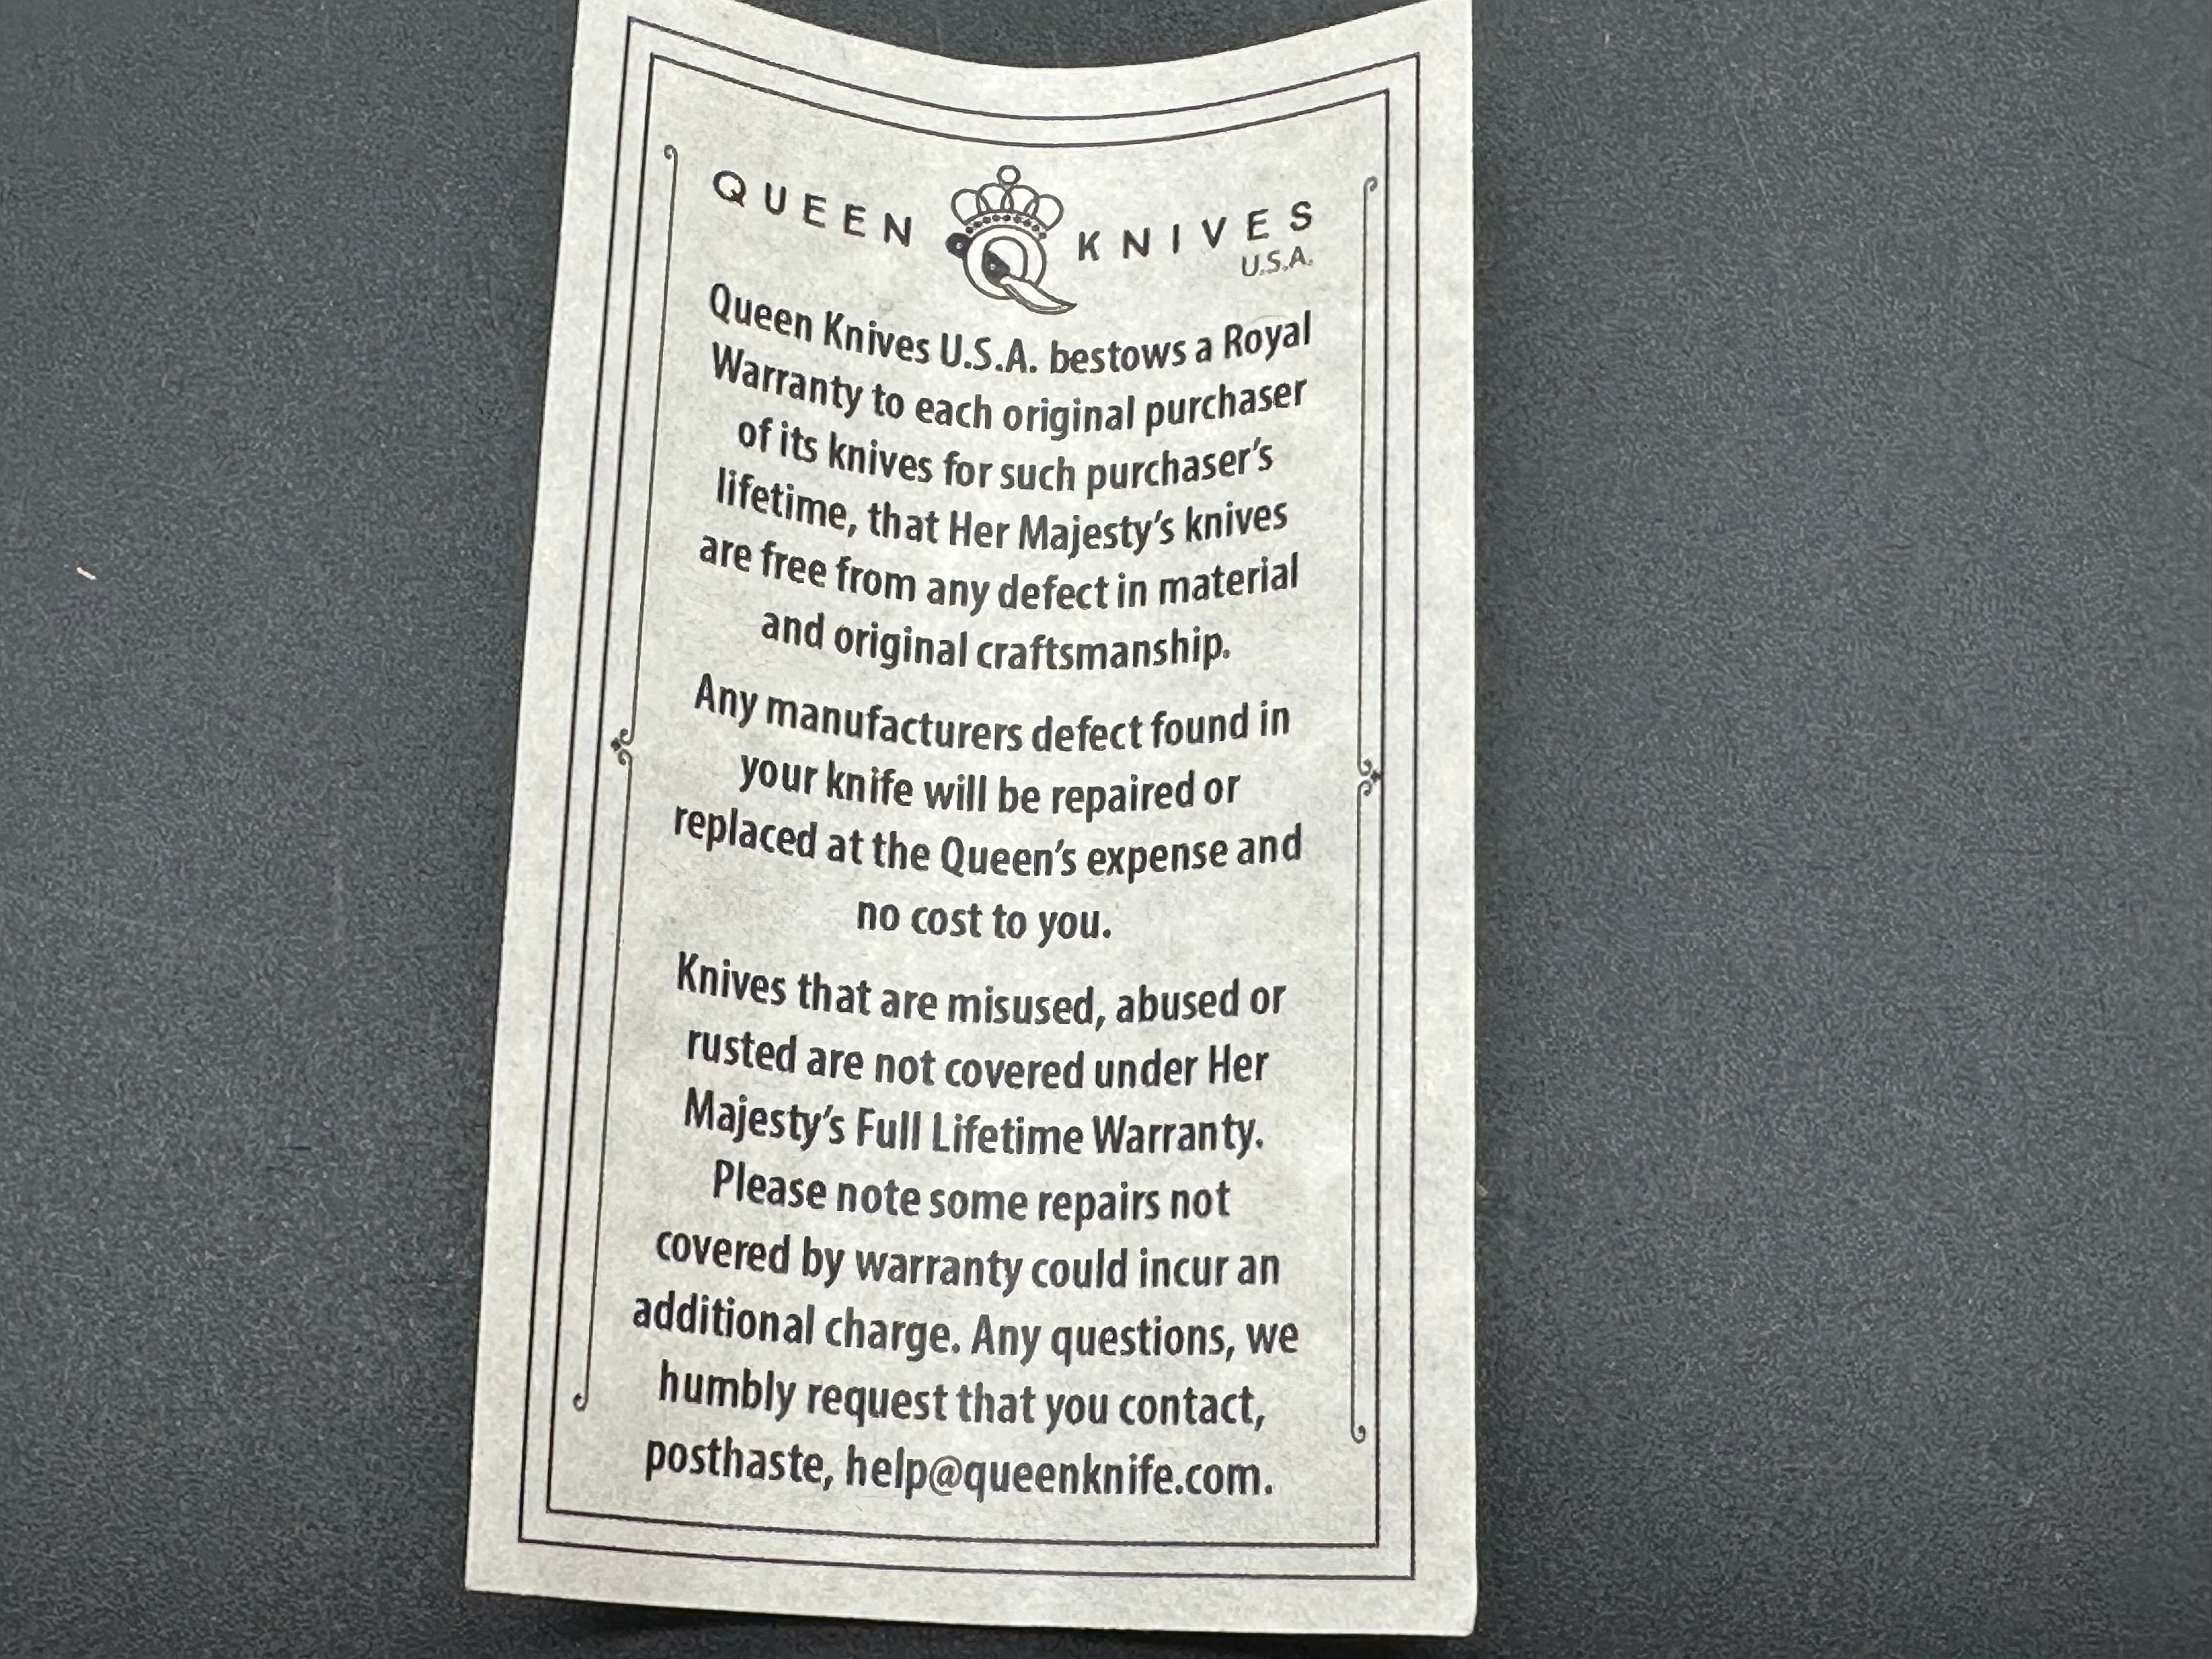 QUEEN Q KNIVES
U.S.A.
Queen Knives U.S.A. bestows a Royal
Warranty to each original purchaser
of its knives for such purchaser's
lifetime, that Her Majesty's knives
are free from any defect in material
and original craftsmanship.
Any manufacturers defect found in
your knife will be repaired or
replaced at the Queen's expense and
no cost to you.
Knives that are misused, abused or
rusted are not covered under Her
Majesty's Full Lifetime Warranty.
Please note some repairs not
covered by warranty could incur an
additional charge. Any questions, we
humbly request that you contact,
posthaste, help@queenknife.com.